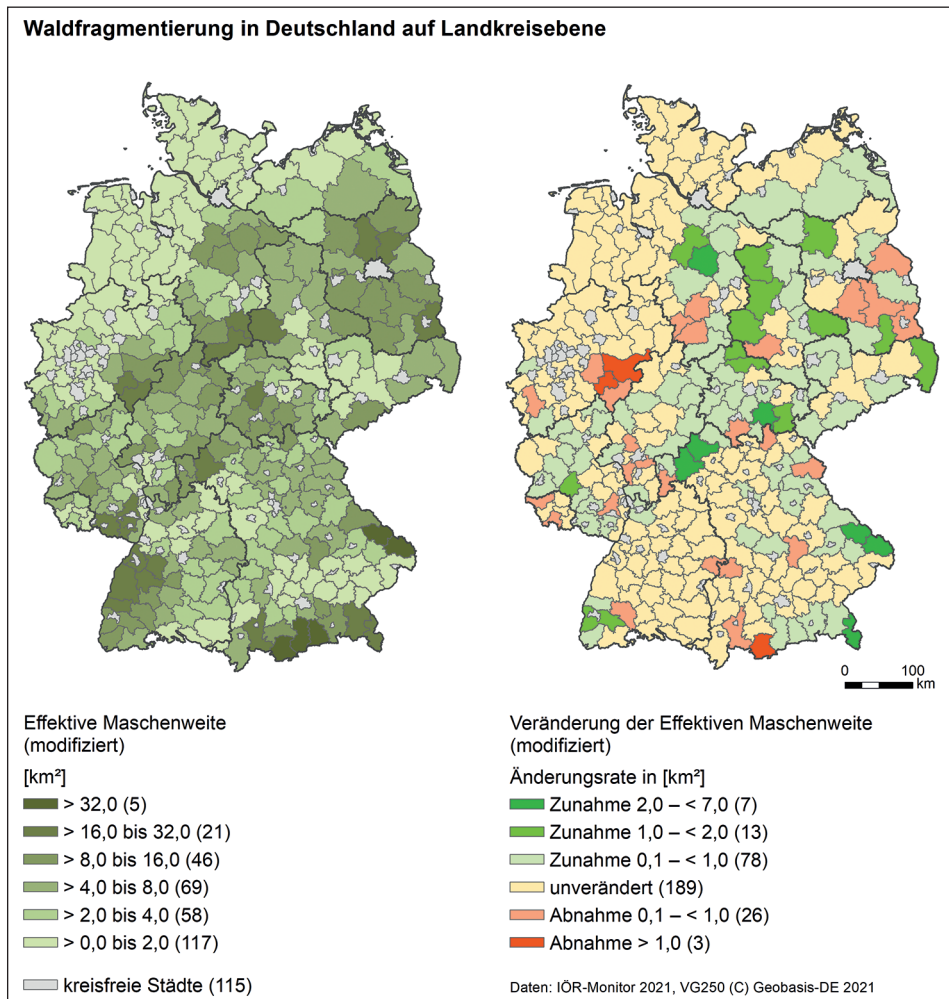 Waldfragmentierung in Deutschland auf Landkreisebene
0 100
km
Effektive Maschenweite
(modifiziert)
[km²]
> 32,0 (5)
> 16,0 bis 32,0 (21)
> 8,0 bis 16,0 (46)
> 4,0 bis 8,0 (69)
> 2,0 bis 4,0 (58)
> 0,0 bis 2,0 (117)
kreisfreie Städte (115)
Veränderung der Effektiven Maschenweite
(modifiziert)
Änderungsrate in [km²]
Zunahme 2,0 – < 7,0 (7)
Zunahme 1,0 – < 2,0 (13)
Zunahme 0,1 – < 1,0 (78)
unverändert (189)
Abnahme 0,1 – < 1,0 (26)
Abnahme > 1,0 (3)
Daten: IÖR-Monitor 2021, VG250 (C) Geobasis-DE 2021